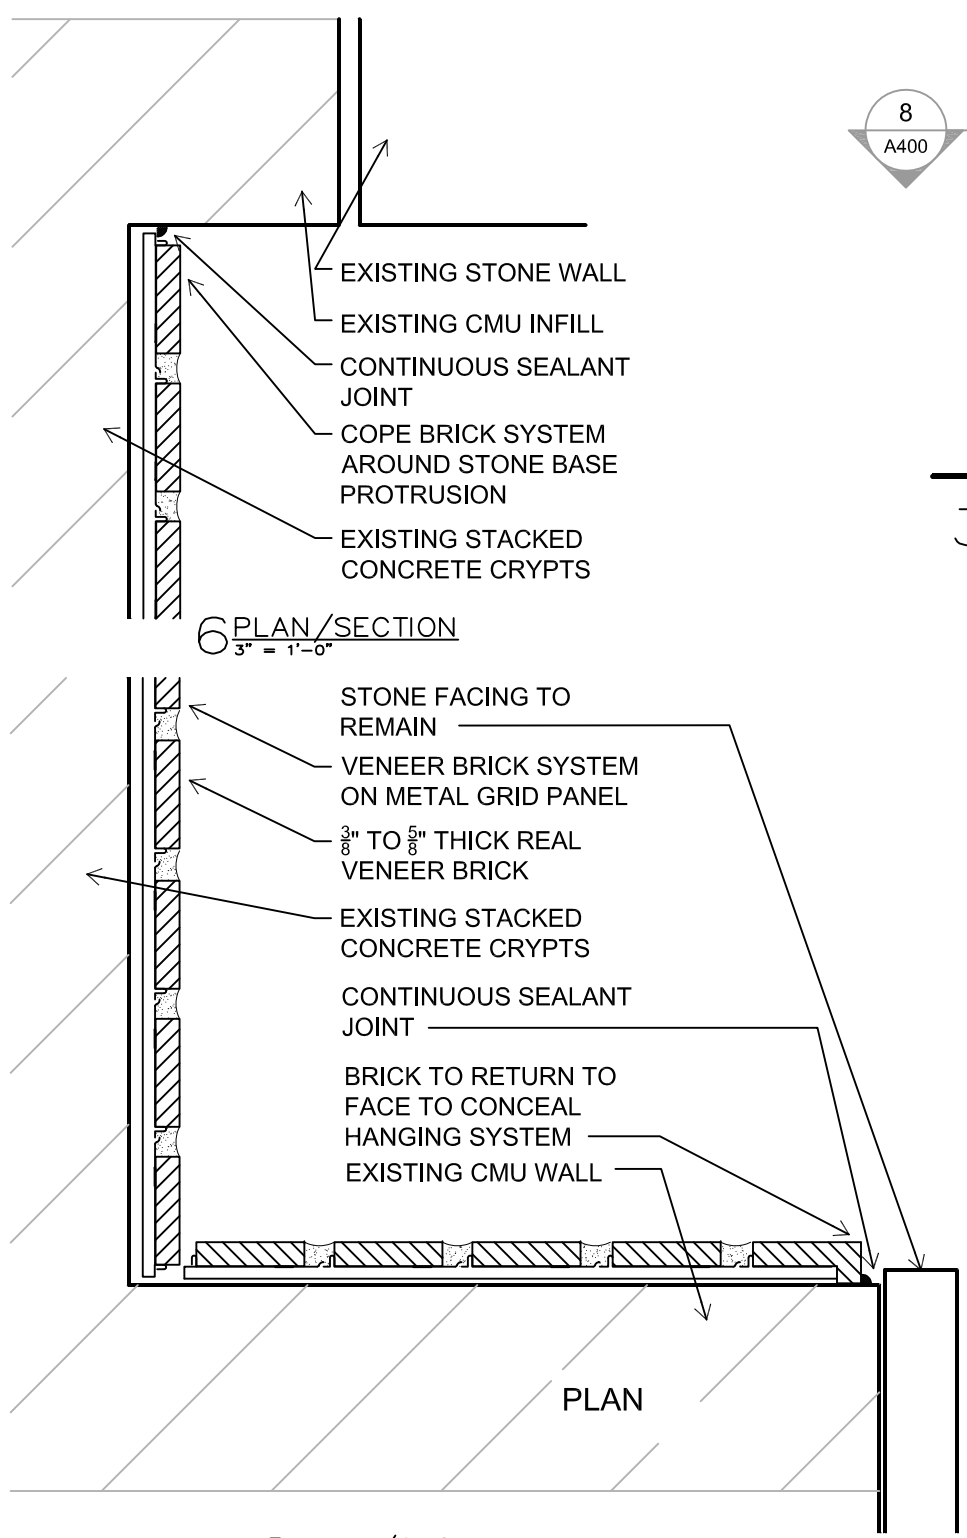 8
A400
EXISTING STONE WALL
EXISTING CMU INFILL
CONTINUOUS SEALANT
JOINT
COPE BRICK SYSTEM
AROUND STONE BASE
PROTRUSION
EXISTING STACKED
CONCRETE CRYPTS
6 PLAN/SECTION
3" = 1'-0"
STONE FACING TO
REMAIN
VENEER BRICK SYSTEM
ON METAL GRID PANEL
3/8" TO 5/8" THICK REAL
VENEER BRICK
EXISTING STACKED
CONCRETE CRYPTS
CONTINUOUS SEALANT
JOINT
BRICK TO RETURN TO
FACE TO CONCEAL
HANGING SYSTEM
EXISTING CMU WALL
PLAN